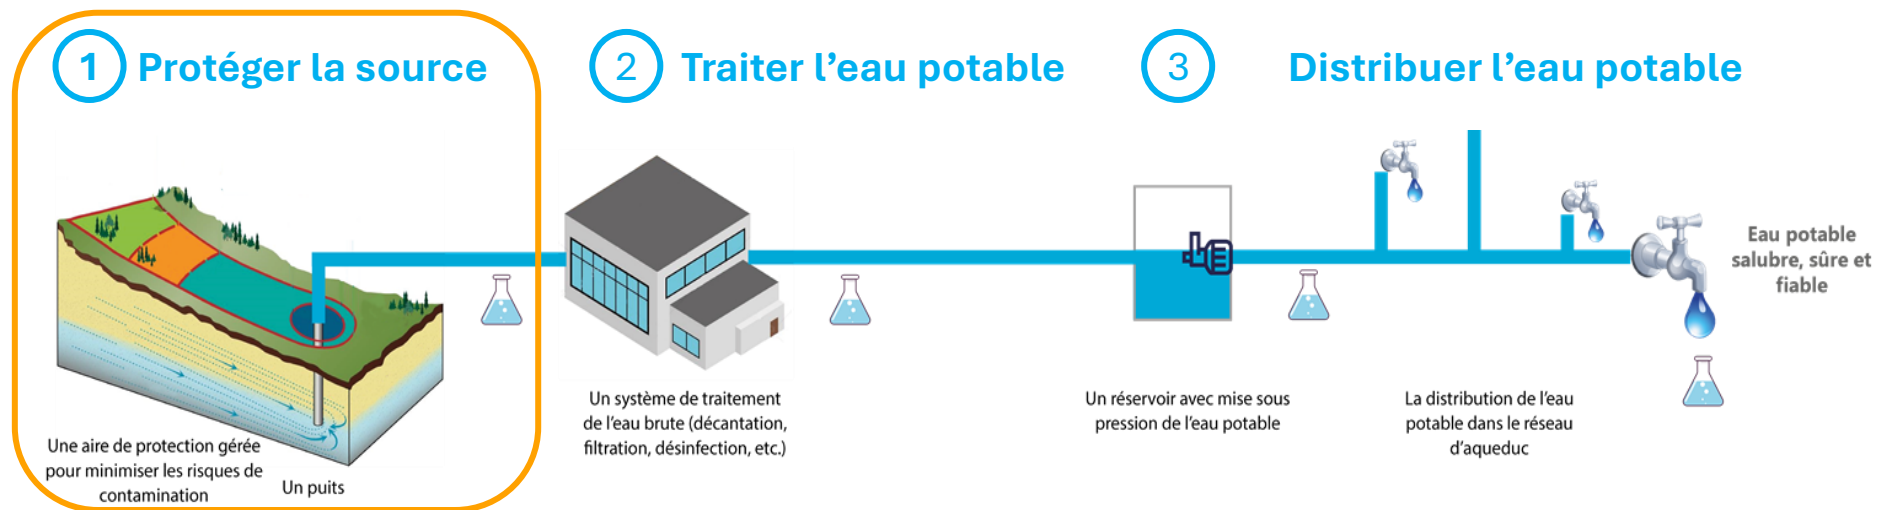 1 Protéger la source
2 Traiter l’eau potable
3 Distribuer l’eau potable
Une aire de protection gérée
pour minimiser les risques de
contamination
Un puits
Un système de traitement
de l’eau brute (décantation,
filtration, désinfection, etc.)
Un réservoir avec mise sous
pression de l’eau potable
La distribution de l’eau
potable dans le réseau
d’aqueduc
Eau potable
salubre, sûre et
fiable